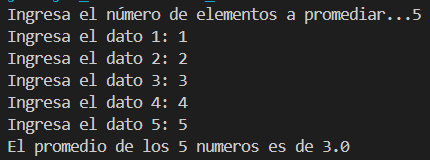 Ingresa el número de elementos a promediar...5
Ingresa el dato 1: 1
Ingresa el dato 2: 2
Ingresa el dato 3: 3
Ingresa el dato 4: 4
Ingresa el dato 5: 5
El promedio de los 5 numeros es de 3.0